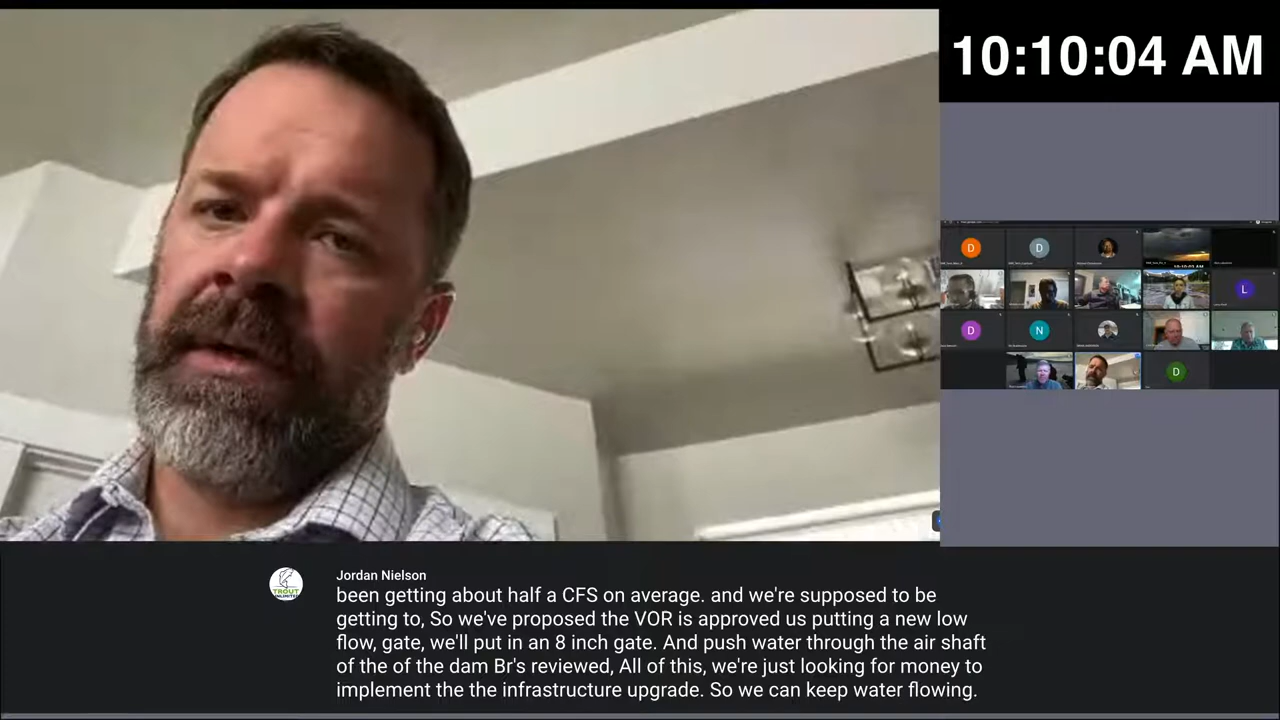 10:10:04 AM
D
D
L
D
N
D
TROUT
UNLIMITED
Jordan Nielson
been getting about half a CFS on average. and we're supposed to be
getting to, So we've proposed the VOR is approved us putting a new low
flow, gate, we'll put in an 8 inch gate. And push water through the air shaft
of the of the dam Br's reviewed, All of this, we're just looking for money to
implement the the infrastructure upgrade. So we can keep water flowing.